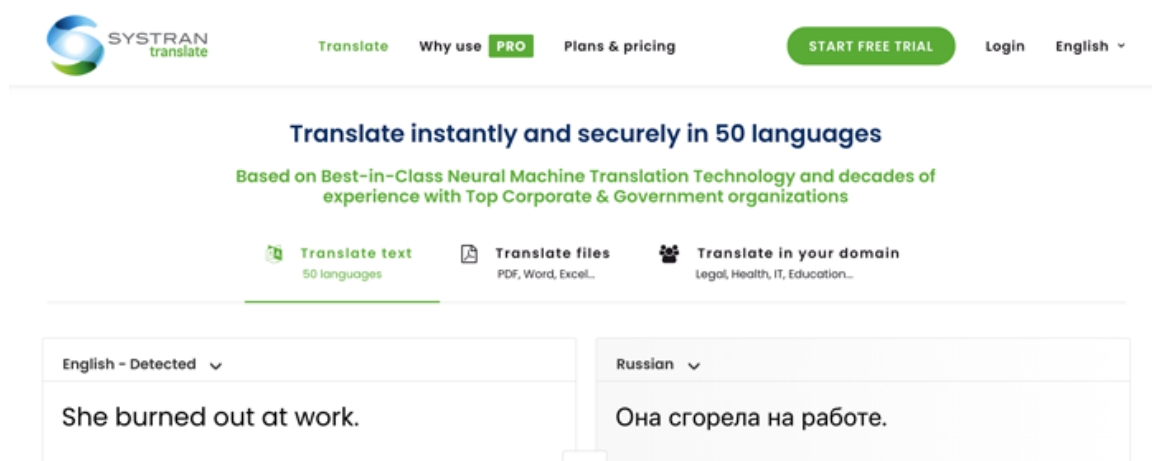 SYSTRAN
translate
Translate Why use PRO Plans & pricing START FREE TRIAL Login English
Translate instantly and securely in 50 languages
Based on Best-in-Class Neural Machine Translation Technology and decades of
experience with Top Corporate & Government organizations
Translate text Translate files Translate in your domain
50 languages PDF, Word, Excel... Legal, Health, IT, Education...
English - Detected Russian
She burned out at work. Она сгорела на работе.